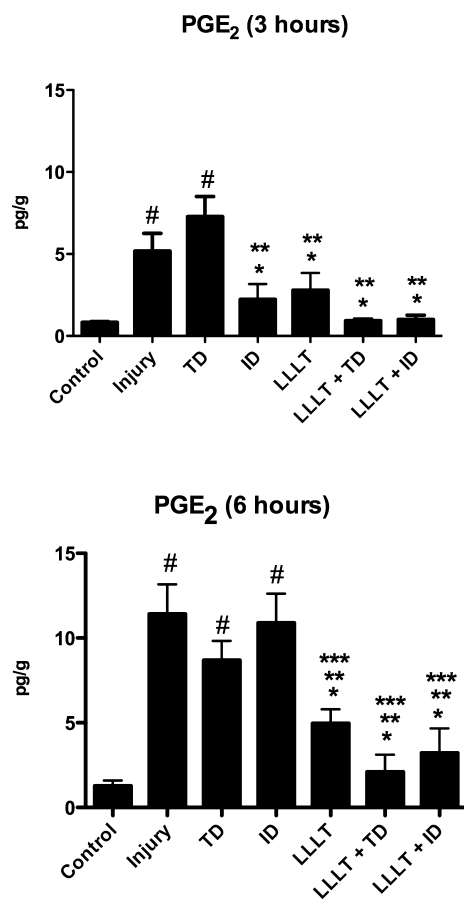 PGE2 (3 hours)
15
10
5
0
pg/g
#
#
**
*
**
*
**
*
**
*
Control
Injury
TD
ID
LLLT
LLLT + TD
LLLT + ID
PGE2 (6 hours)
15
10
5
0
pg/g
#
#
#
***
**
*
***
**
*
***
**
*
Control
Injury
TD
ID
LLLT
LLLT + TD
LLLT + ID